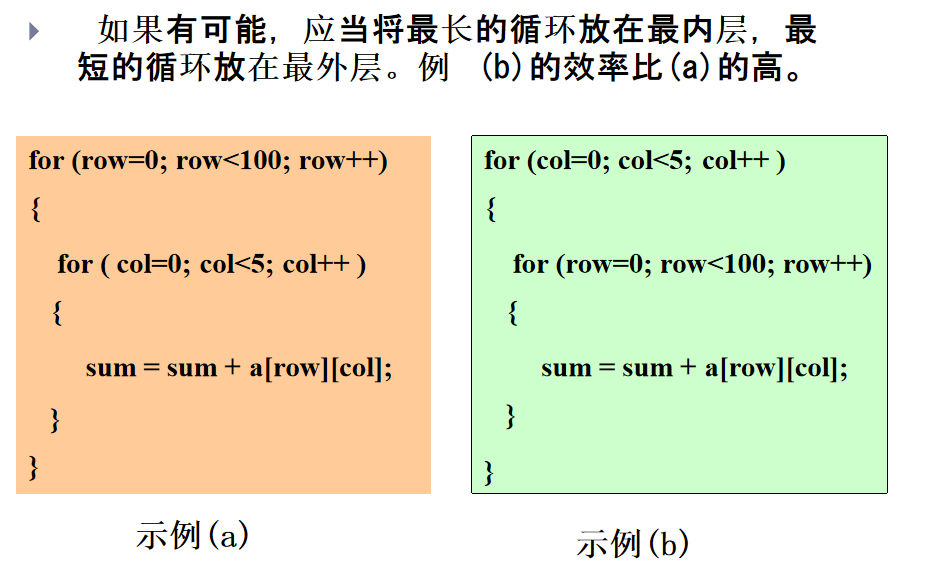 如果有可能，应当将最长的循环放在最内层，最
短的循环放在最外层。例 (b)的效率比(a)的高。
for (row=0; row<100; row++)
{
for ( col=0; col<5; col++ )
{
sum = sum + a[row][col];
}
}
示例(a)
for (col=0; col<5; col++ )
{
for (row=0; row<100; row++)
{
sum = sum + a[row][col];
}
}
示例(b)